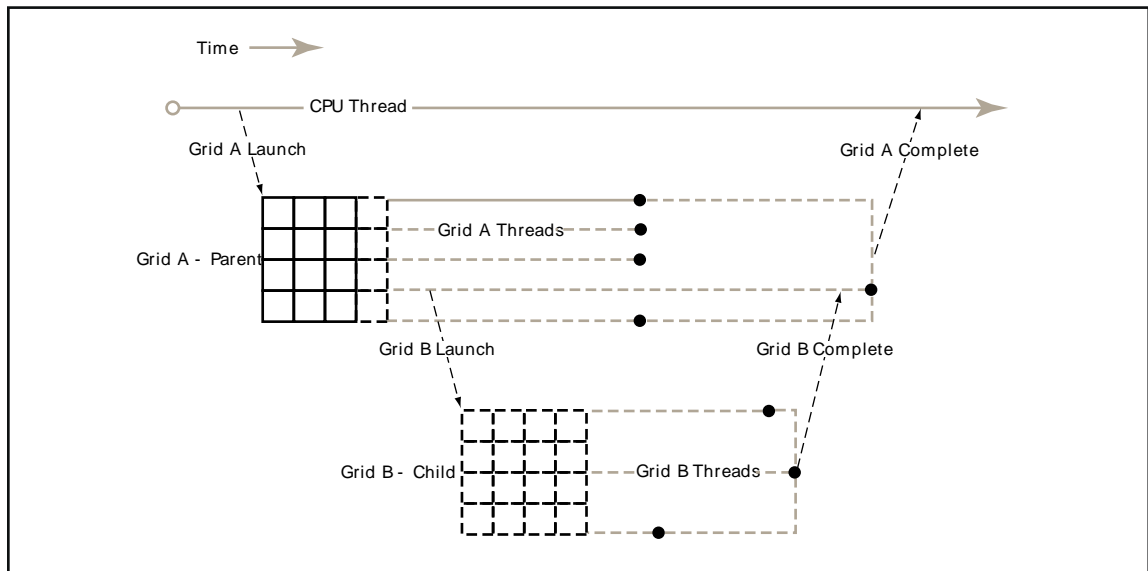 Time
CPU Thread
Grid A Launch
Grid A Complete
Grid A Threads
Grid A - Parent
Grid B Launch
Grid B Complete
Grid B - Child
Grid B Threads